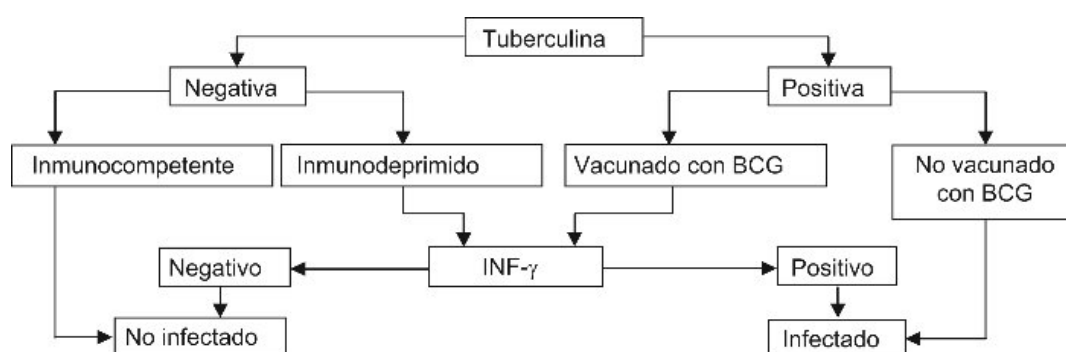 Tuberculina
Negativa
Positiva
Inmunocompetente
Inmunodeprimido
Vacunado con BCG
No vacunado
con BCG
Negativo
INF-γ
Positivo
No infectado
Infectado